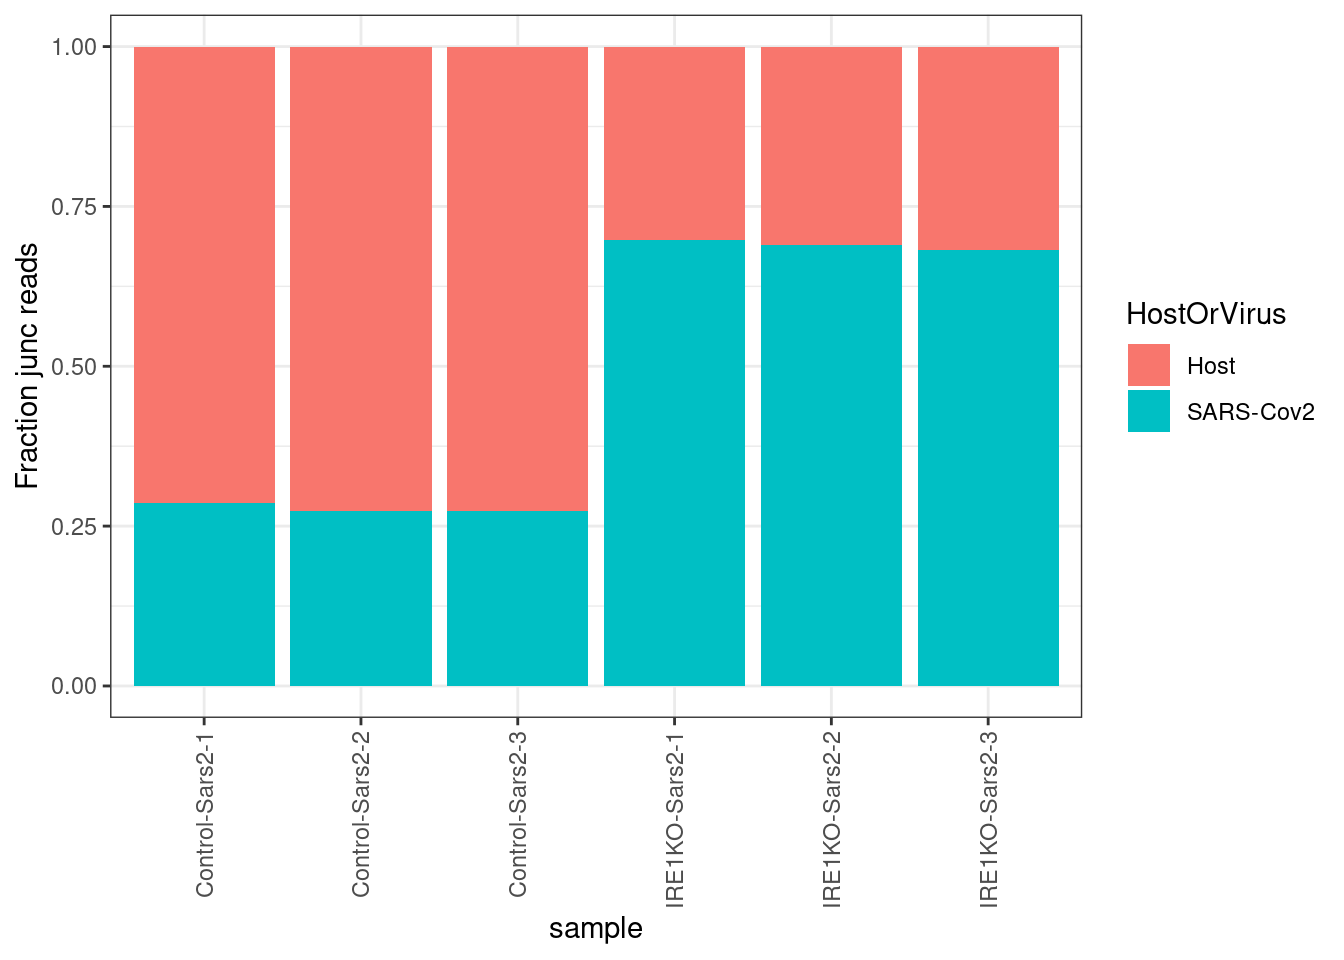 1.00
0.75
0.50
0.25
0.00
Fraction junc reads
Control-Sars2-1
Control-Sars2-2
Control-Sars2-3
IRE1KO-Sars2-1
IRE1KO-Sars2-2
IRE1KO-Sars2-3
sample
HostOrVirus
Host
SARS-Cov2